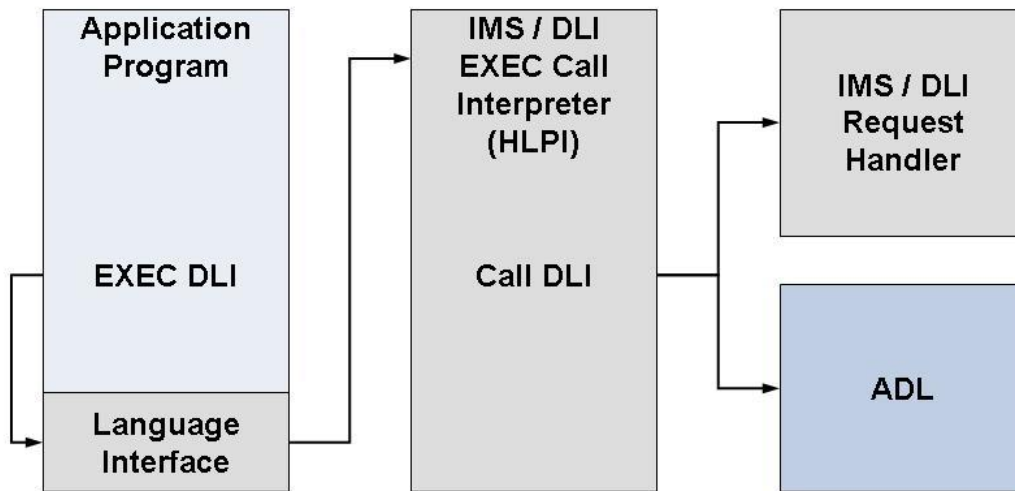 Application
Program
EXEC DLI
Language
Interface
IMS / DLI
EXEC Call
Interpreter
(HLPI)
Call DLI
IMS / DLI
Request
Handler
ADL